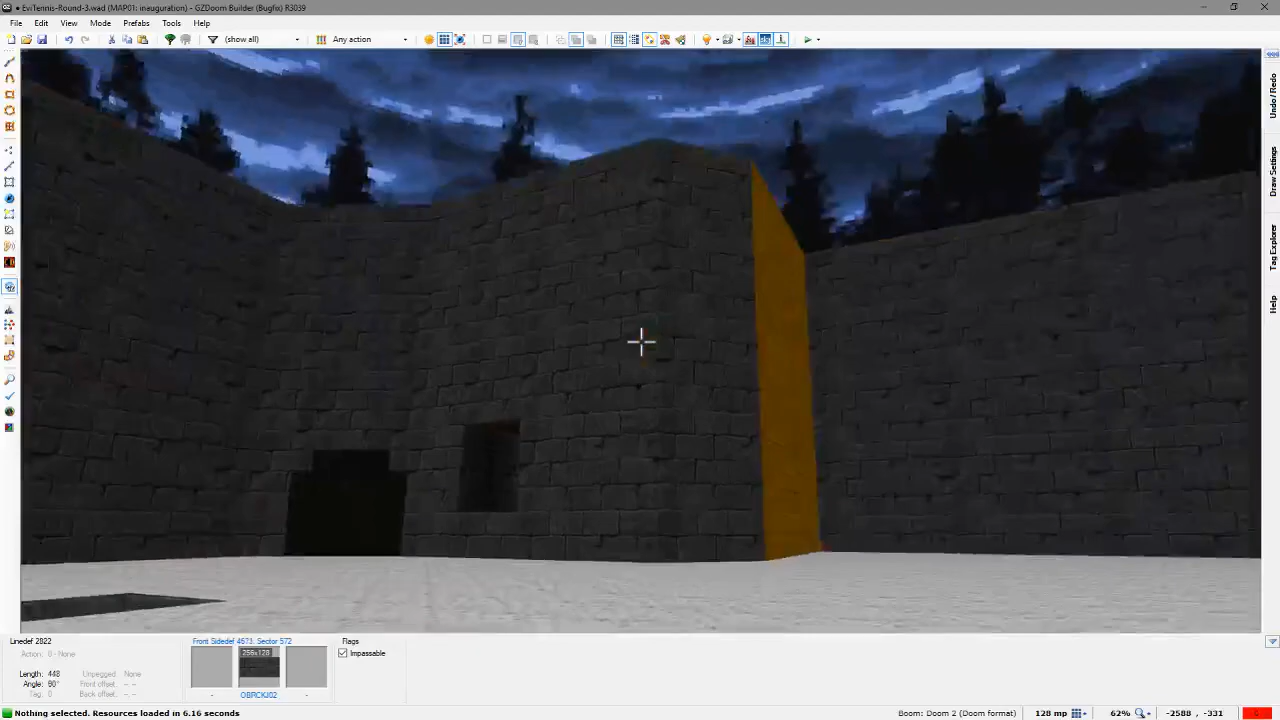 EviTennis-Round-3.wad (MAP01: inauguration) - GZDoom Builder (Bugfix) R3039
File Edit View Mode Prefabs Tools Help
(show all) Any action
Undo / Redo
Draw Settings
Tag Explorer
Help
Linedef 2822
Action: 0 - None
Length: 448 Unpegged: None
Angle: 90° Front offset: --, --
Tag: 0 Back offset: --, --
Front Sidedef 4673. Sector 572
256x128
- -
Flags
Impassable
Nothing selected. Resources loaded in 6.16 seconds
Boom: Doom 2 (Doom format) 128 mp 62% -2588 , -331